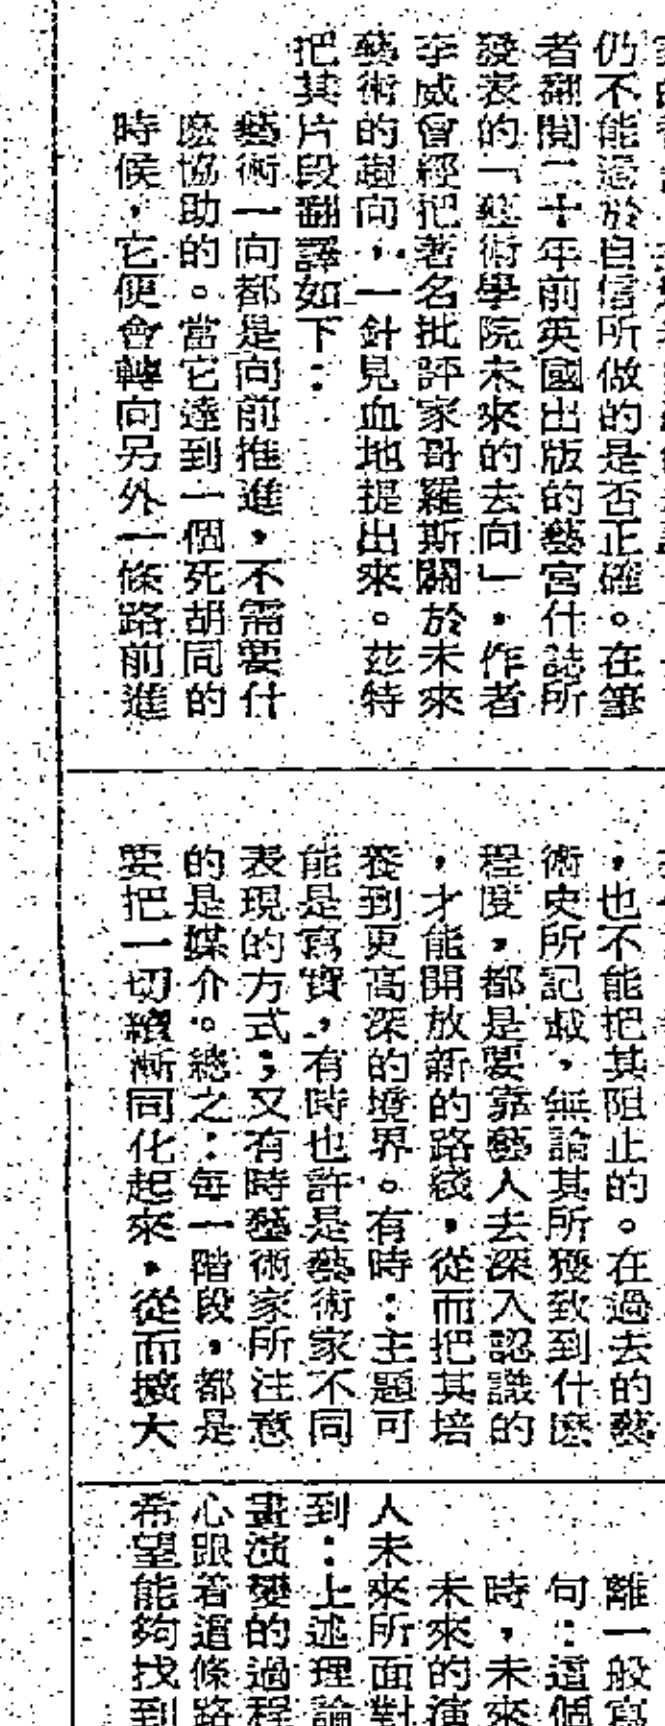 仍不能過於自信所做的是否正確。在筆
者翻閱二十年前英國出版的藝宮什誌所
發表的「藝術學院未來的去向」，作者
李威會經把著名批評家哥羅斯關於未來
藝術的趨向，一針見血地提出來。茲特
把其片段翻譯如下：
藝術一向都是向前推進，不需要什
麼協助的。當它達到一個死胡同的
時候，它便會轉向另外一條路前進
，也不能把其阻止的。在過去的藝
術史所記載，無論其所獲致到什麼
程度，都是要靠藝人去深入認識的
，才能開放新的路綫，從而把其培
養到更高深的境界。有時：主題可
能是寫實，有時也許是藝術家不同
表現的方式；又有時藝術家所注意
的是媒介。總之：每一階段，都是
要把一切續漸同化起來，從而擴大
離一般寫
句：這個
時，未來
未來的演
人未來所面對
到：上述理論
畫演變的過程
心跟着這條路
希望能夠找到